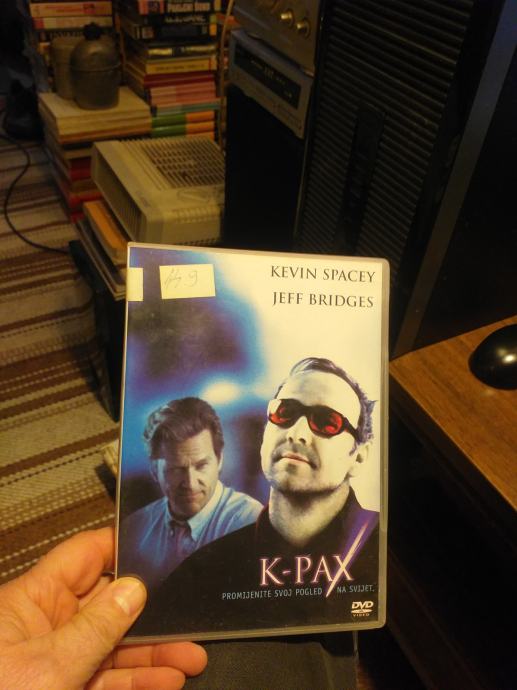 KEVIN SPACEY
JEFF BRIDGES
K-PAX
PROMIJENITE SVOJ POGLED NA SVIJET.
DVD
VIDEO